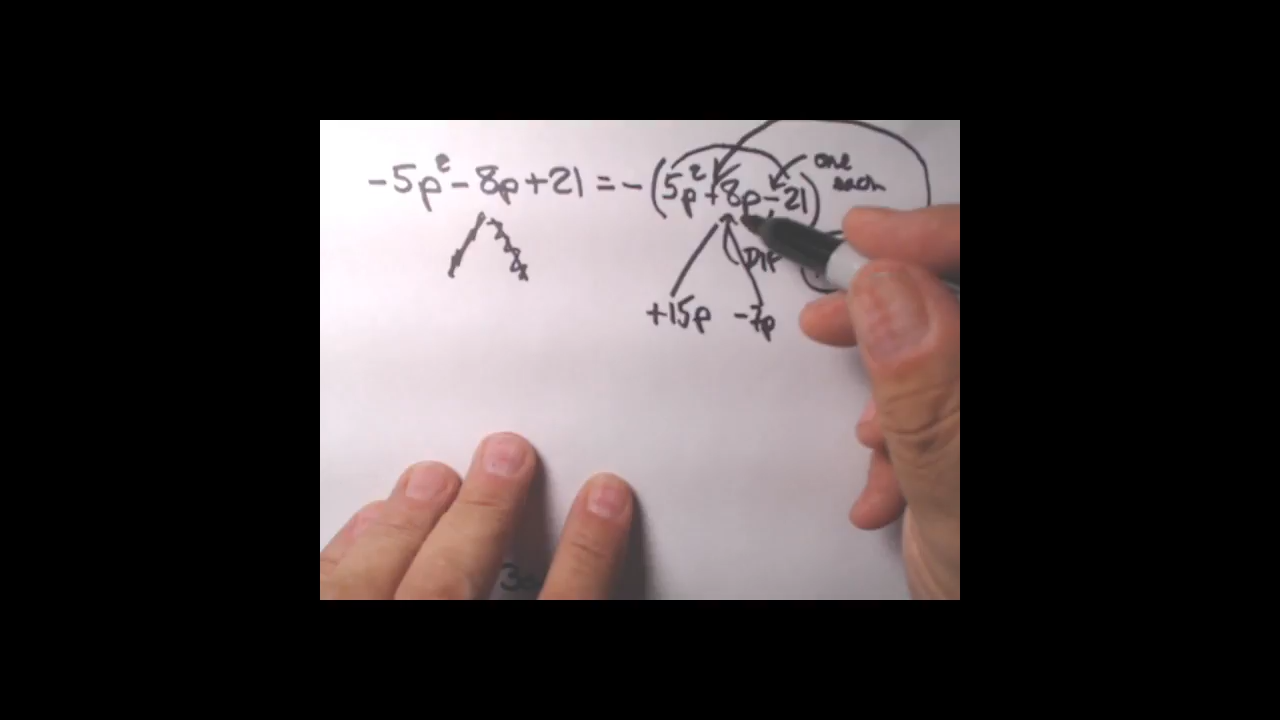 -5p² - 8p + 21 = -(5p² + 8p - 21)
one
each
+15p -7p